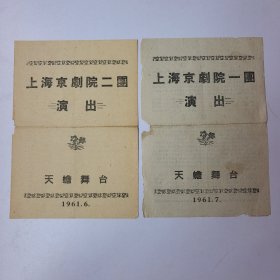 上海京劇院二團
演出
天蟾舞台
1961.6.
上海京劇院一團
演出
天蟾舞台
1961.7.